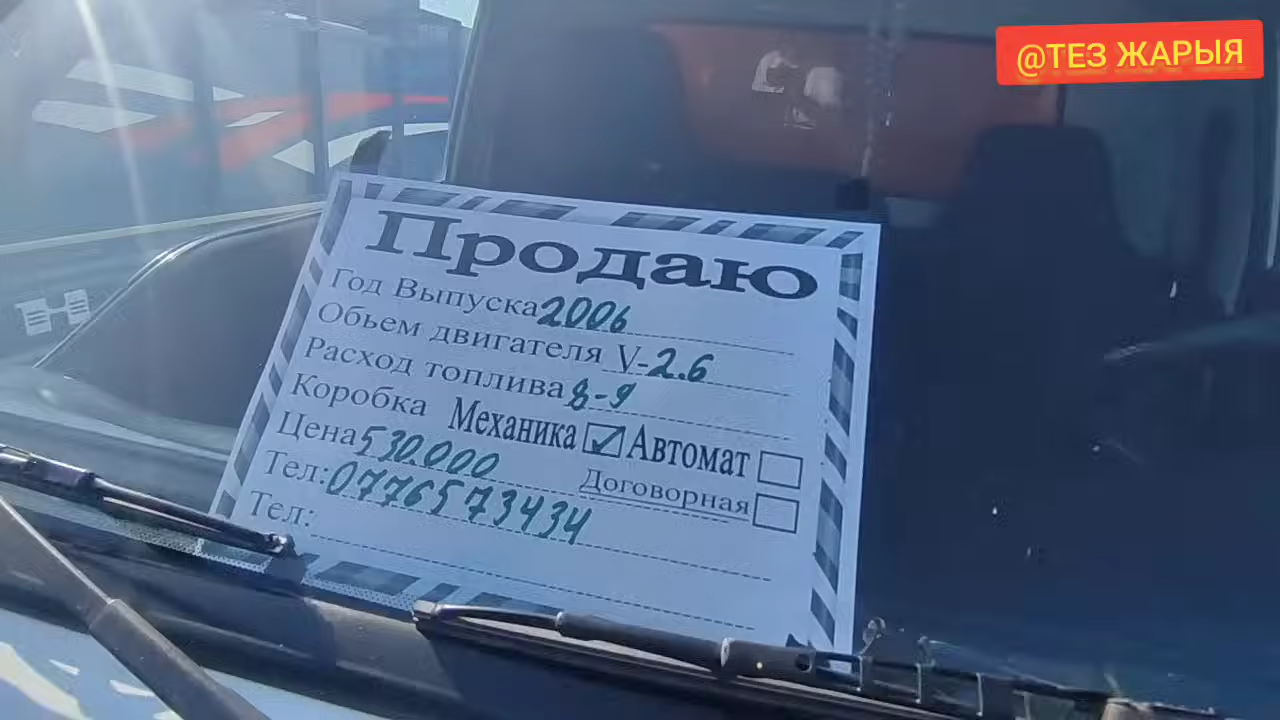 @ТЕЗ ЖАРЫЯ
Продаю
Год Выпуска 2006
Обьем двигателя V-2.6
Расход топлива 8-9
Коробка Механика ☑ Автомат ☐
Цена 530.000 Договорная ☐
Тел: 0776573434
Тел: